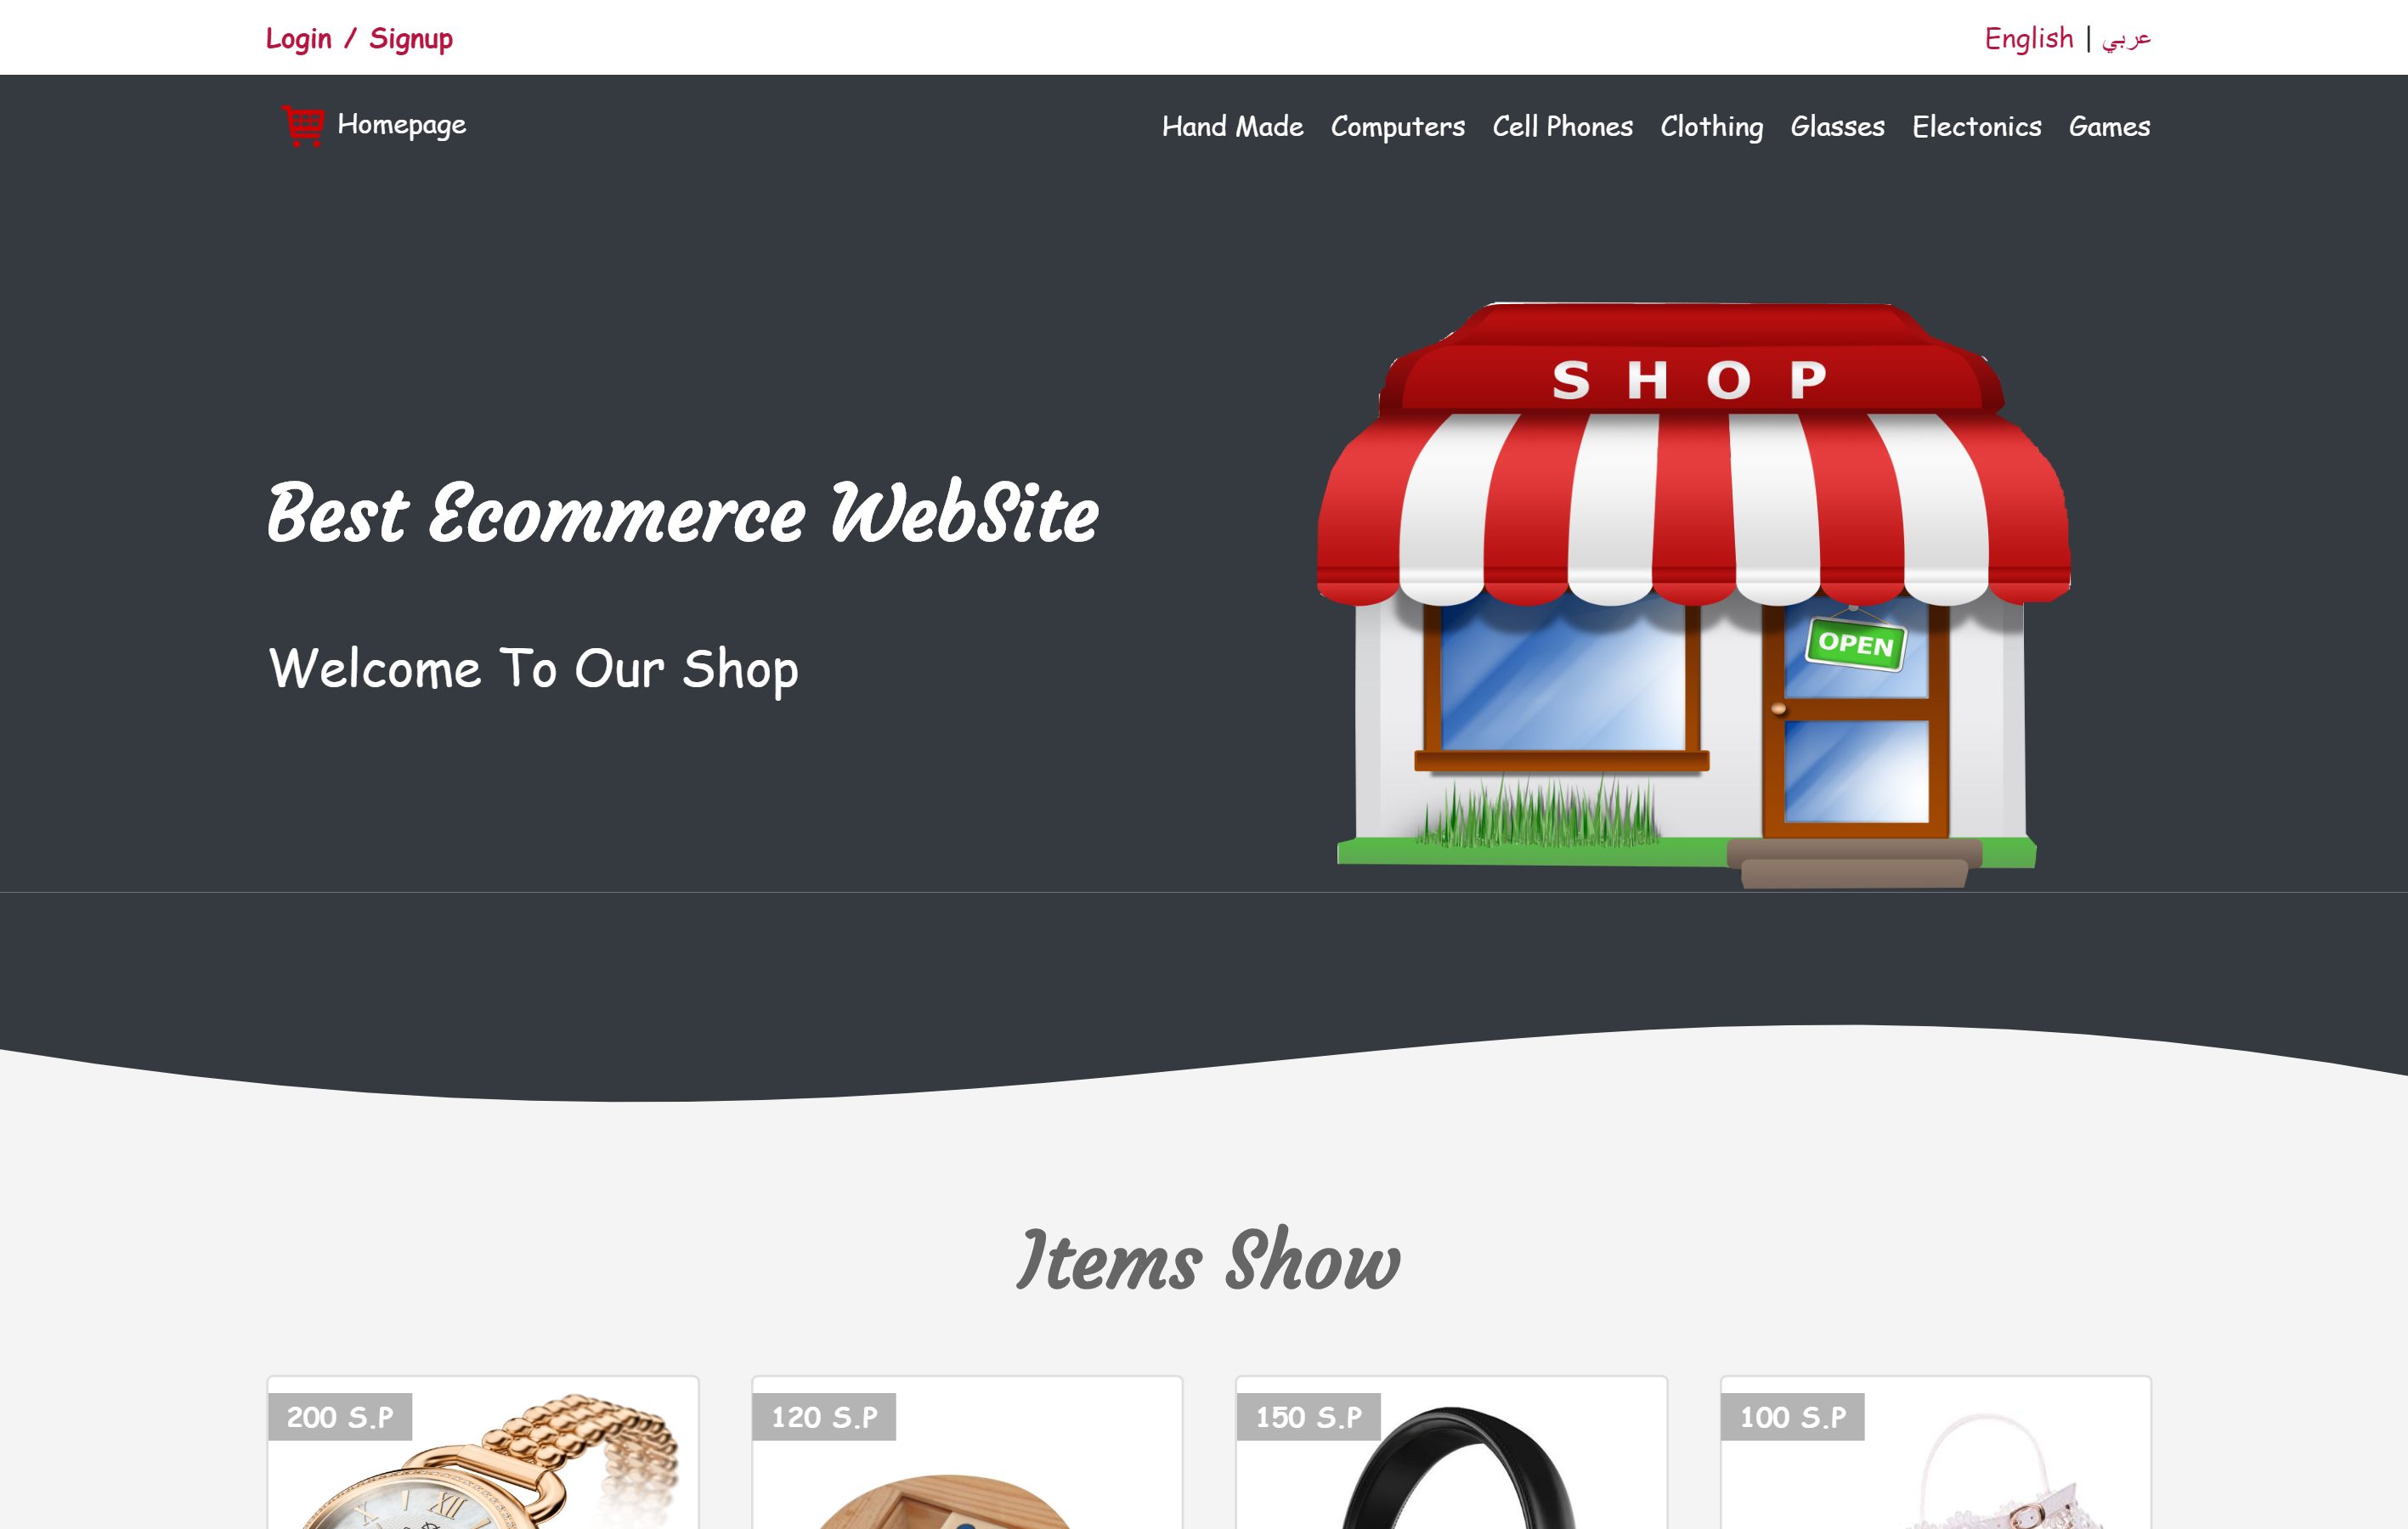 Login / Signup
English | عربي
Homepage
Hand Made Computers Cell Phones Clothing Glasses Electonics Games
SHOP
Best Ecommerce WebSite
OPEN
Welcome To Our Shop
Items Show
200 S.P
120 S.P
150 S.P
100 S.P
XII